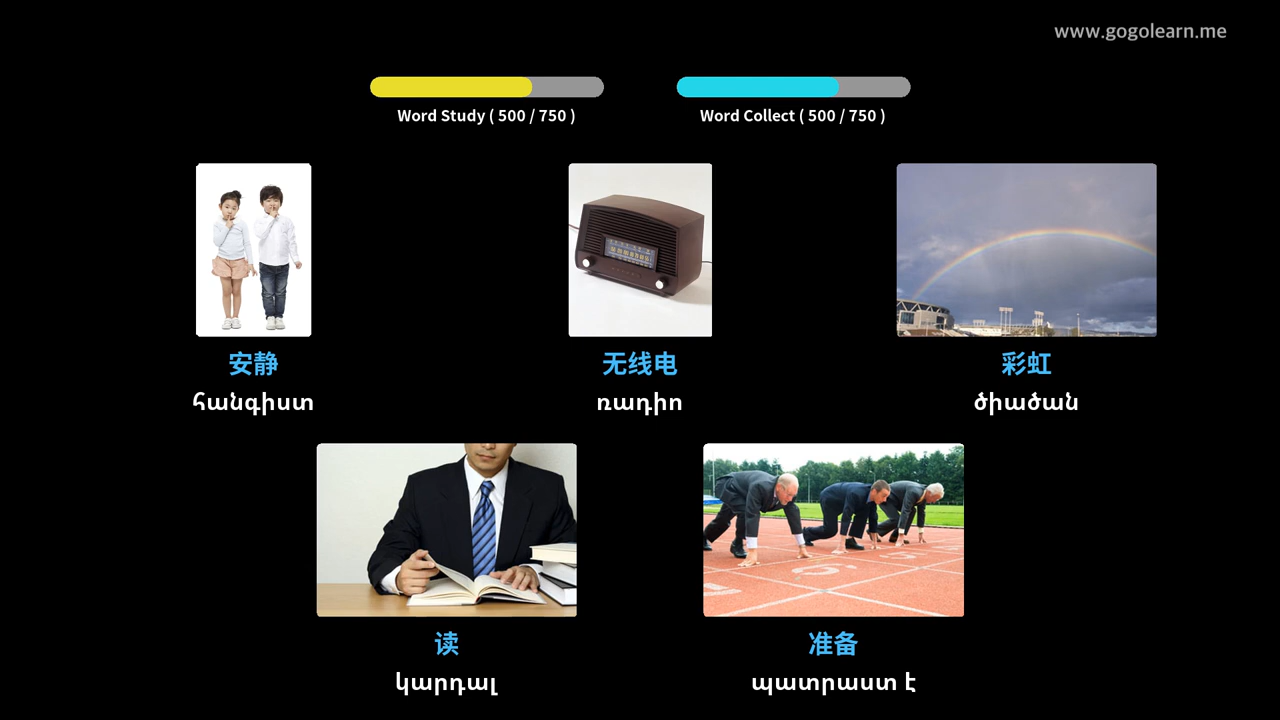 www.gogolearn.me
Word Study ( 500 / 750 )
Word Collect ( 500 / 750 )
安静
հանգիստ
无线电
ռադիո
彩虹
ծիածան
读
կարդալ
准备
պատրաստ է